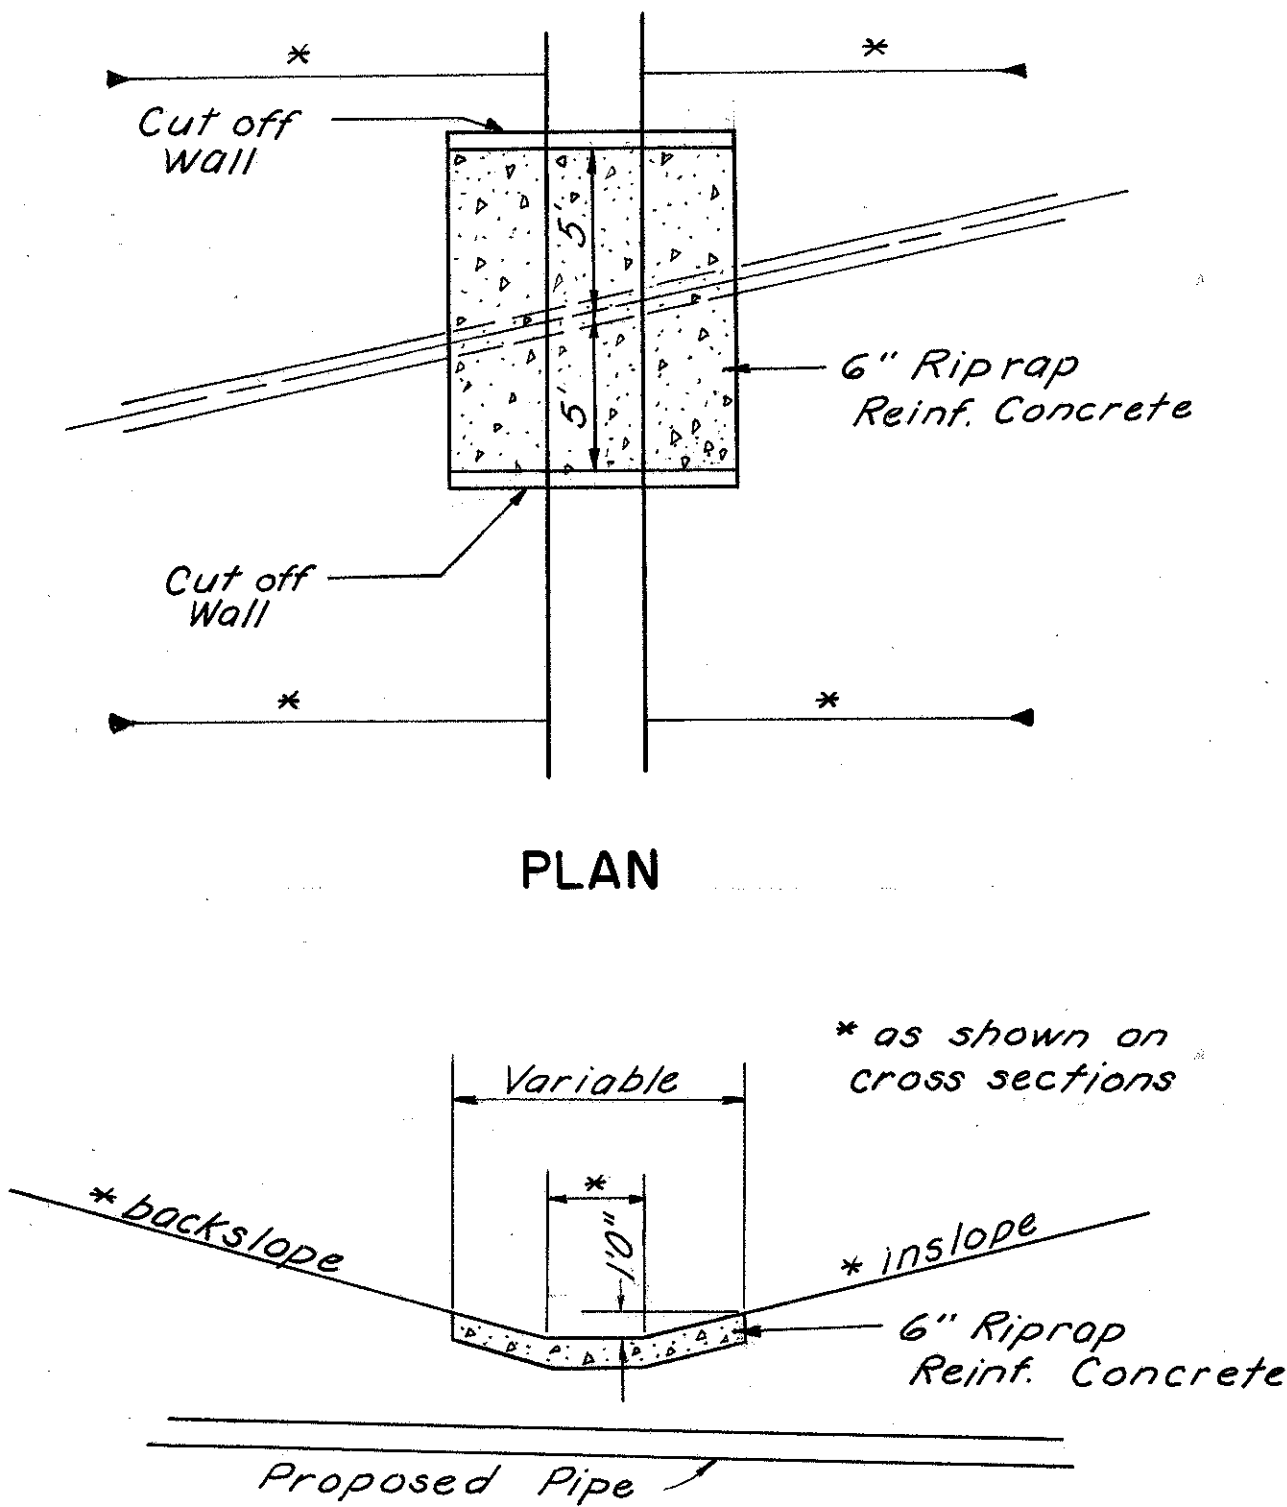 *
*
Cut off
Wall
5'
5'
6" Riprap
Reinf. Concrete
Cut off
Wall
*
*
PLAN
* as shown on
cross sections
Variable
*
1'0"
* backslope
* inslope
6" Riprap
Reinf. Concrete
Proposed Pipe